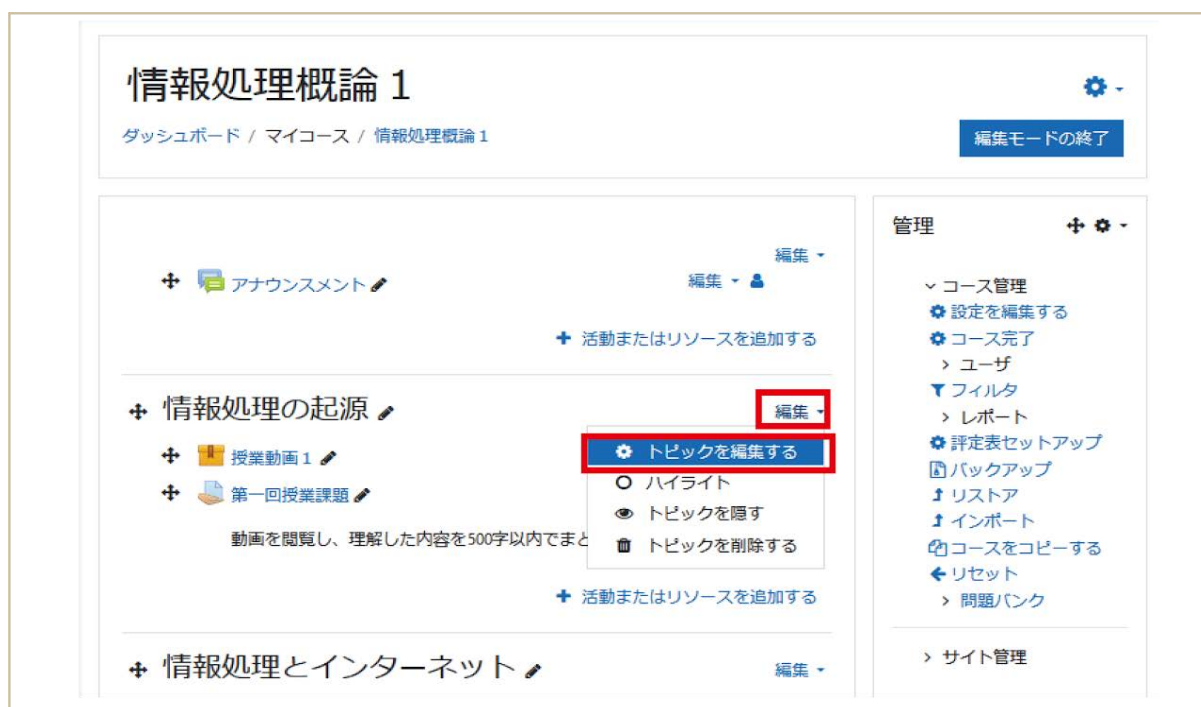 情報処理概論 1
ダッシュボード / マイコース / 情報処理概論 1
編集モードの終了
編集
アナウンスメント
編集
活動またはリソースを追加する
情報処理の起源
編集
授業動画 1
第一回授業課題
動画を閲覧し、理解した内容を500字以内でまと
トピックを編集する
ハイライト
トピックを隠す
トピックを削除する
活動またはリソースを追加する
情報処理とインターネット
編集
管理
コース管理
設定を編集する
コース完了
ユーザ
フィルタ
レポート
評定表セットアップ
バックアップ
リストア
インポート
コースをコピーする
リセット
問題バンク
サイト管理